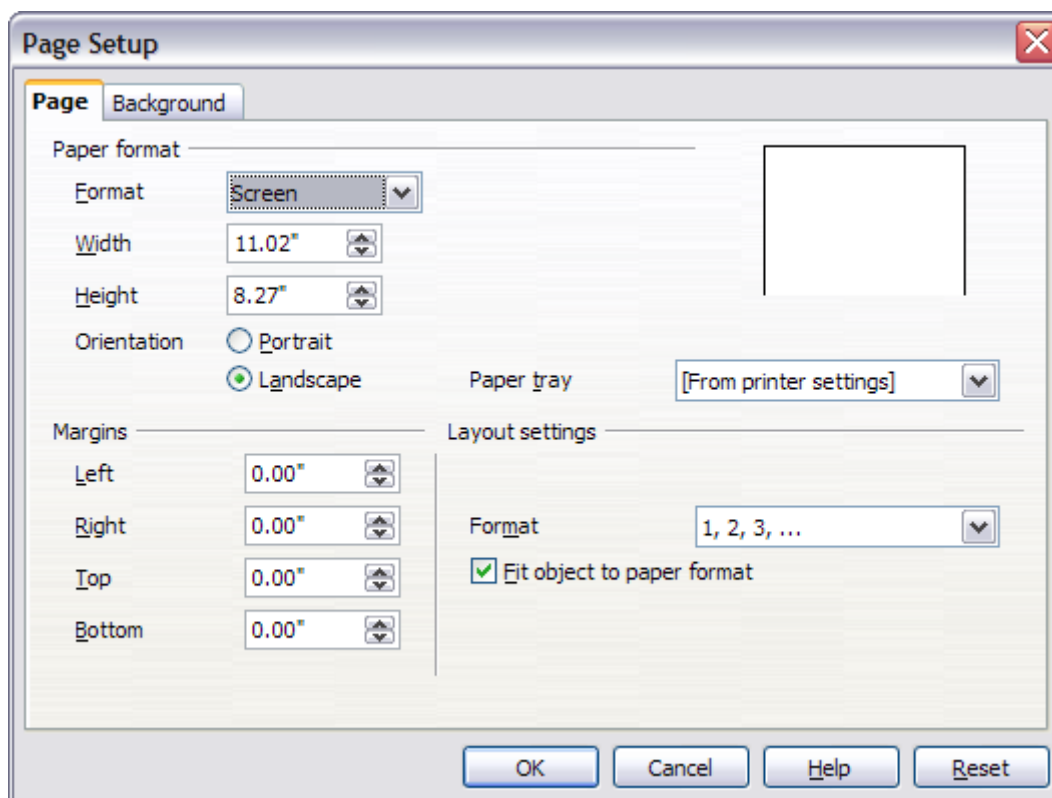 Page Setup
Page Background
Paper format
Format Screen
Width 11.02"
Height 8.27"
Orientation Portrait
Landscape Paper tray [From printer settings]
Margins Layout settings
Left 0.00"
Right 0.00" Format 1, 2, 3, ...
Top 0.00" Fit object to paper format
Bottom 0.00"
OK Cancel Help Reset